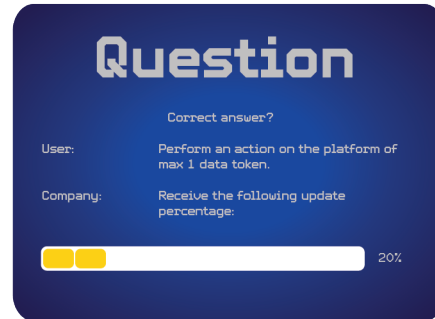 Question
Correct answer?
User: Perform an action on the platform of
max 1 data token.
Company: Receive the following update
percentage:
20%